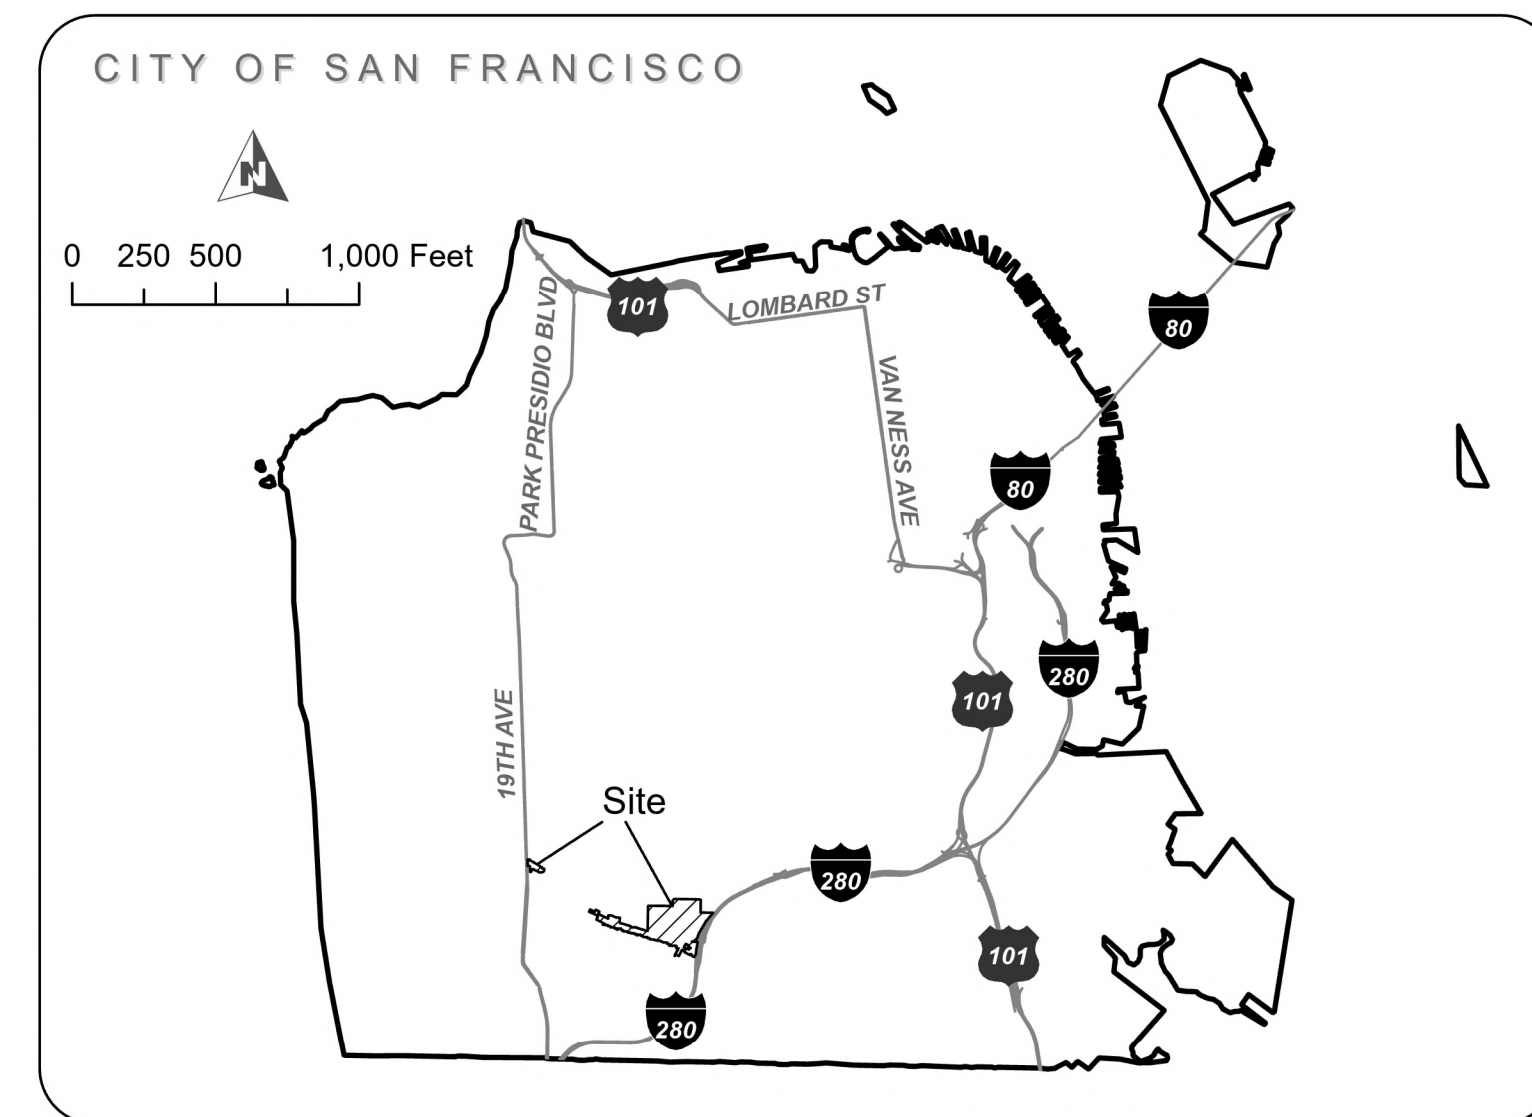 CITY OF SAN FRANCISCO
N
0 250 500 1,000 Feet
101
LOMBARD ST
PARK PRESIDIO BLVD
80
VAN NESS AVE
80
280
101
19TH AVE
Site
280
101
280